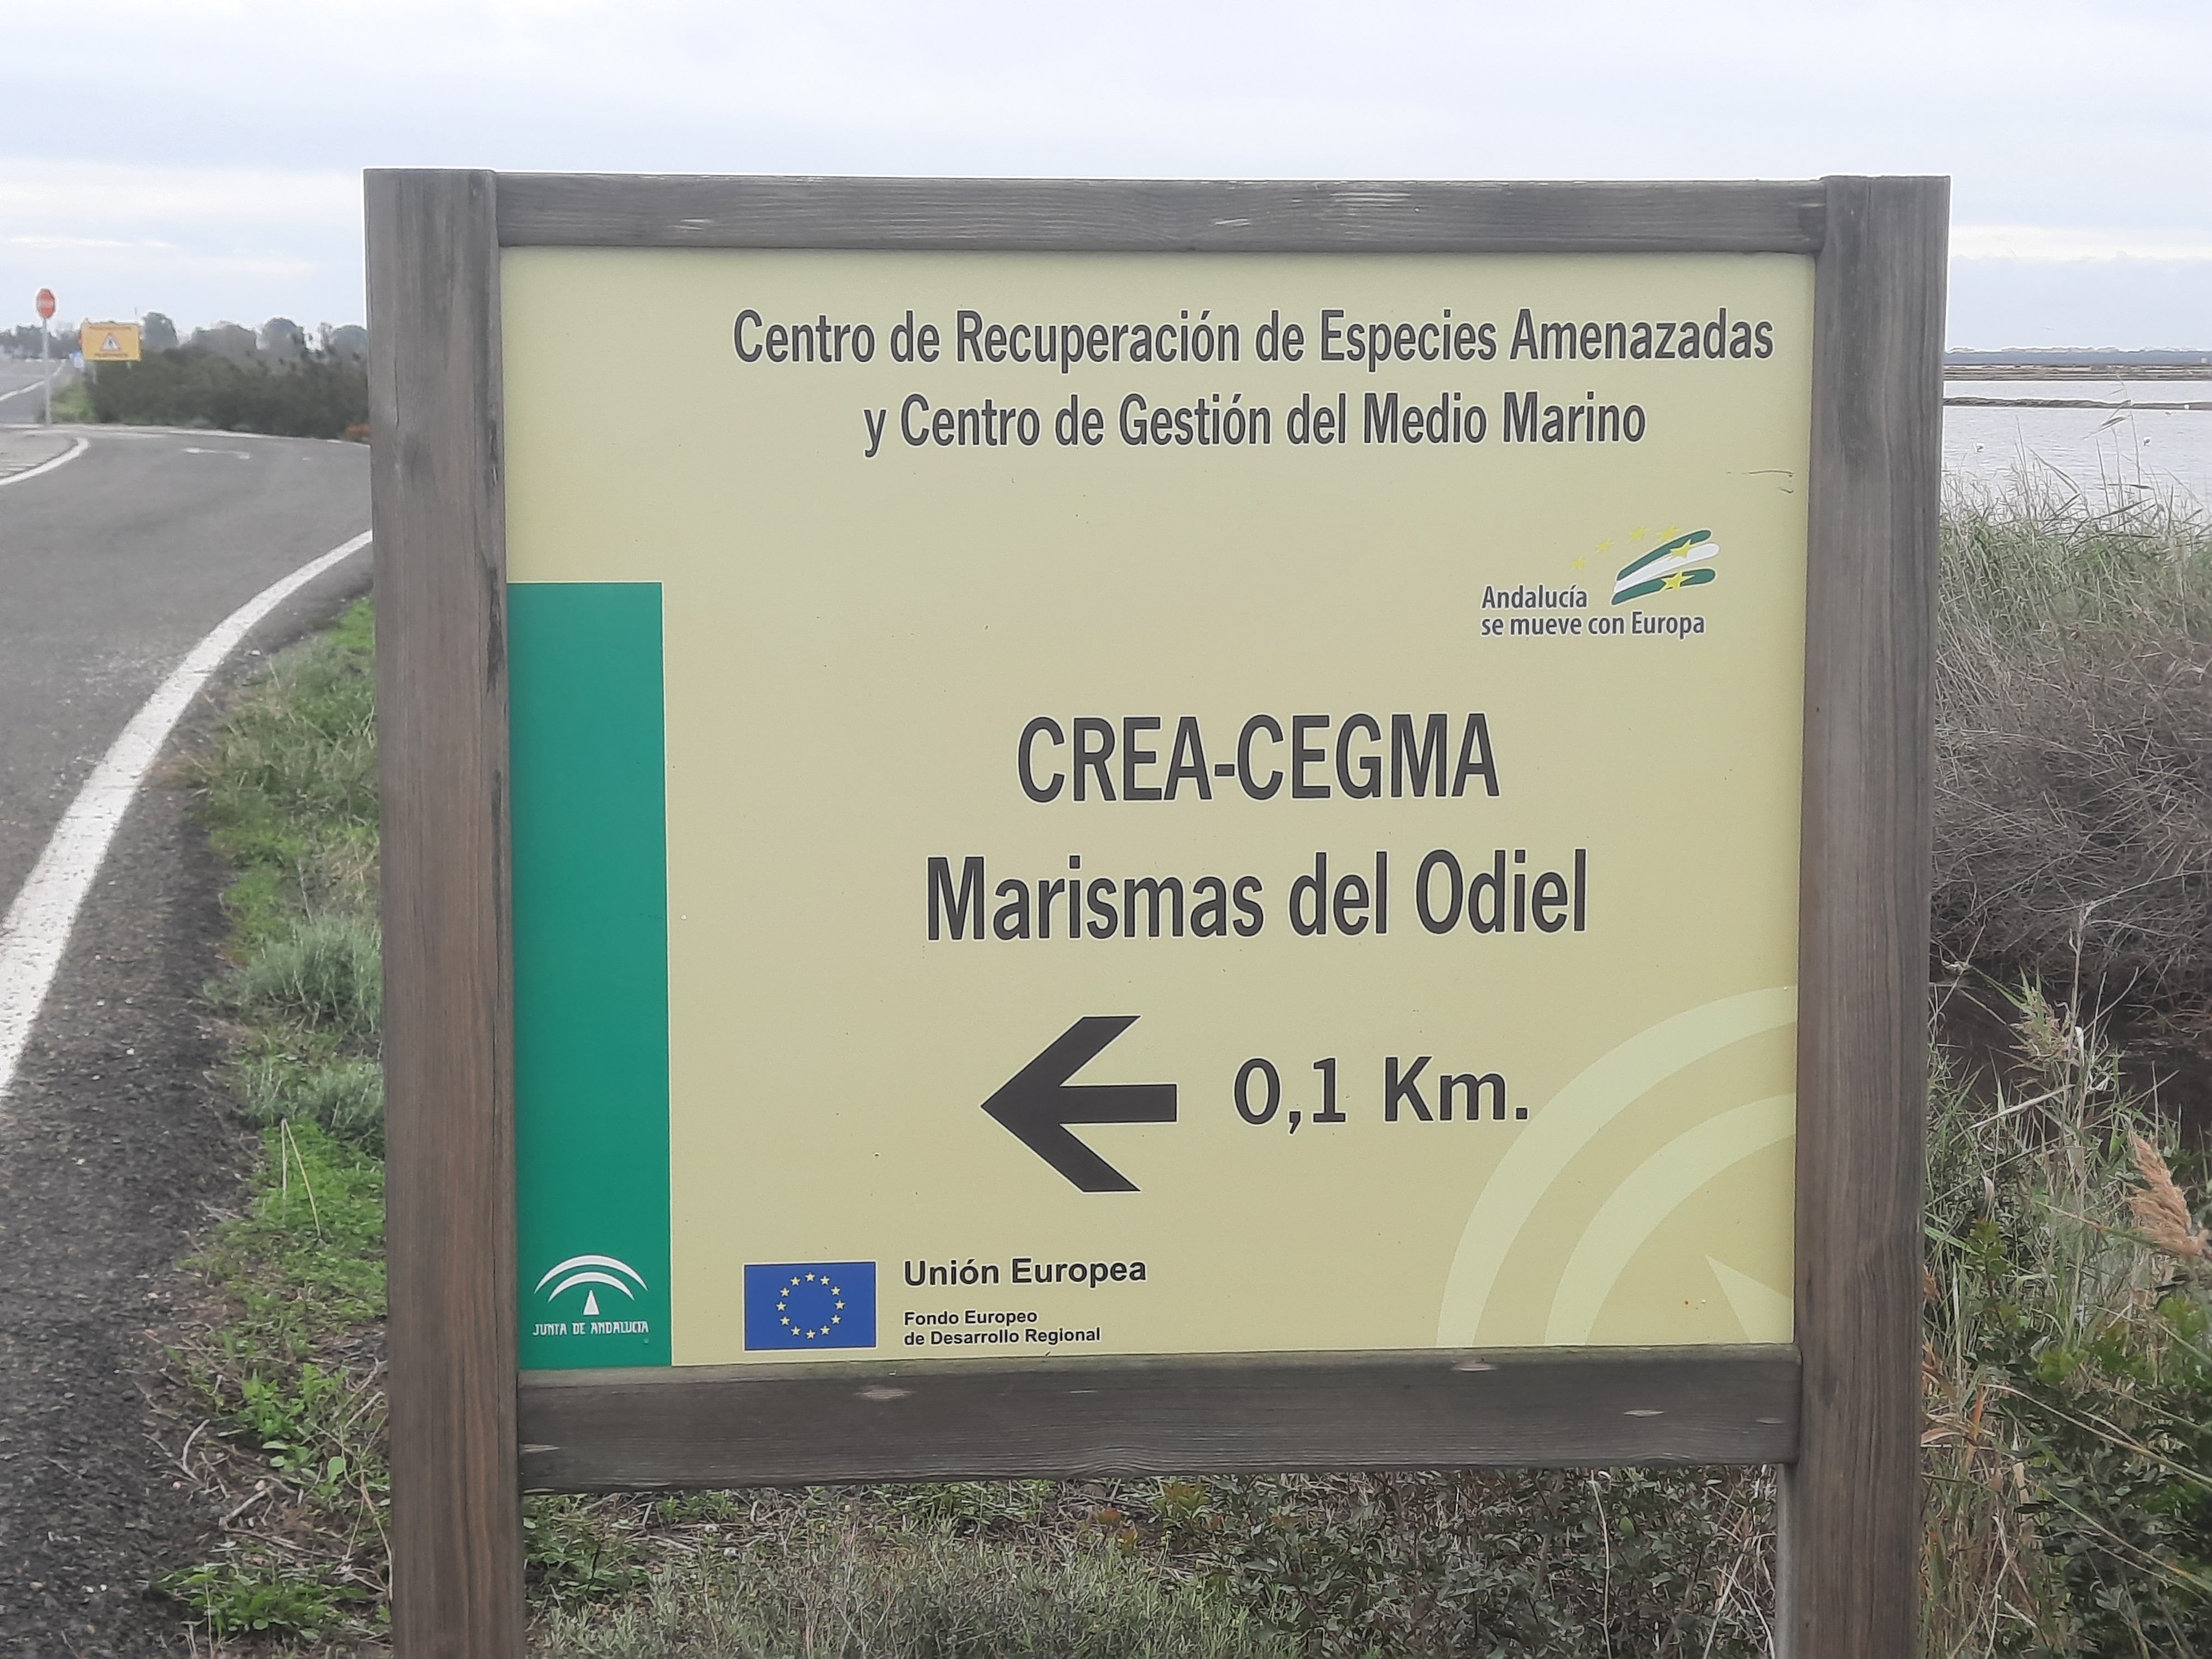 Centro de Recuperación de Especies Amenazadas
y Centro de Gestión del Medio Marino
Andalucía
se mueve con Europa
CREA-CEGMA
Marismas del Odiel
0,1 Km.
JUNTA DE ANDALUCIA
Unión Europea
Fondo Europeo
de Desarrollo Regional